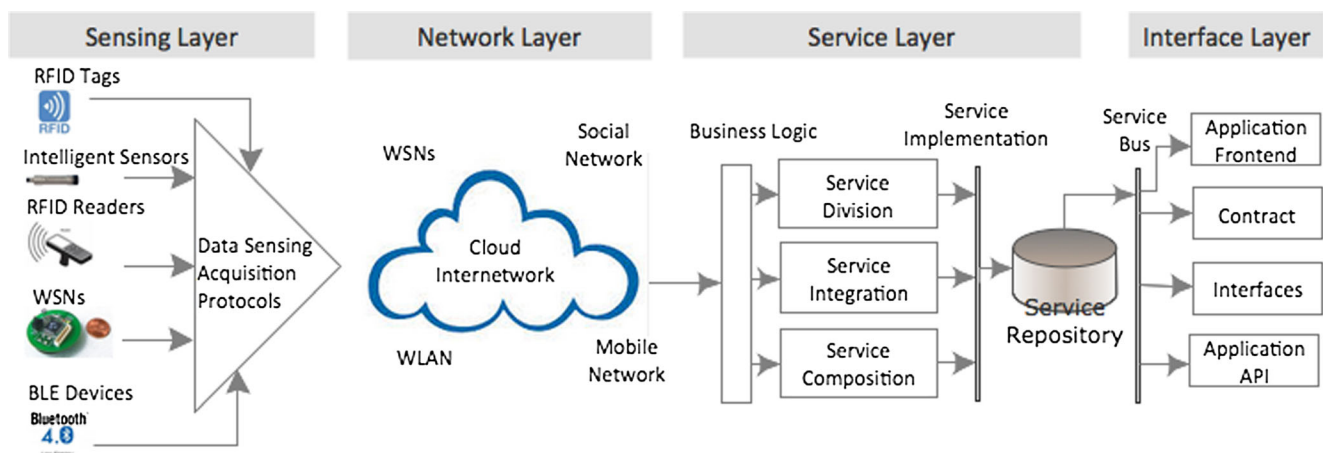 Sensing Layer
Network Layer
Service Layer
Interface Layer
RFID Tags
RFID
Intelligent Sensors
RFID Readers
WSNs
BLE Devices
Bluetooth
4.0
Data Sensing
Acquisition
Protocols
WSNs
Social
Network
Cloud
Internetwork
WLAN
Mobile
Network
Business Logic
Service
Division
Service
Integration
Service
Composition
Service
Implementation
Service
Repository
Service
Bus
Application
Frontend
Contract
Interfaces
Application
API